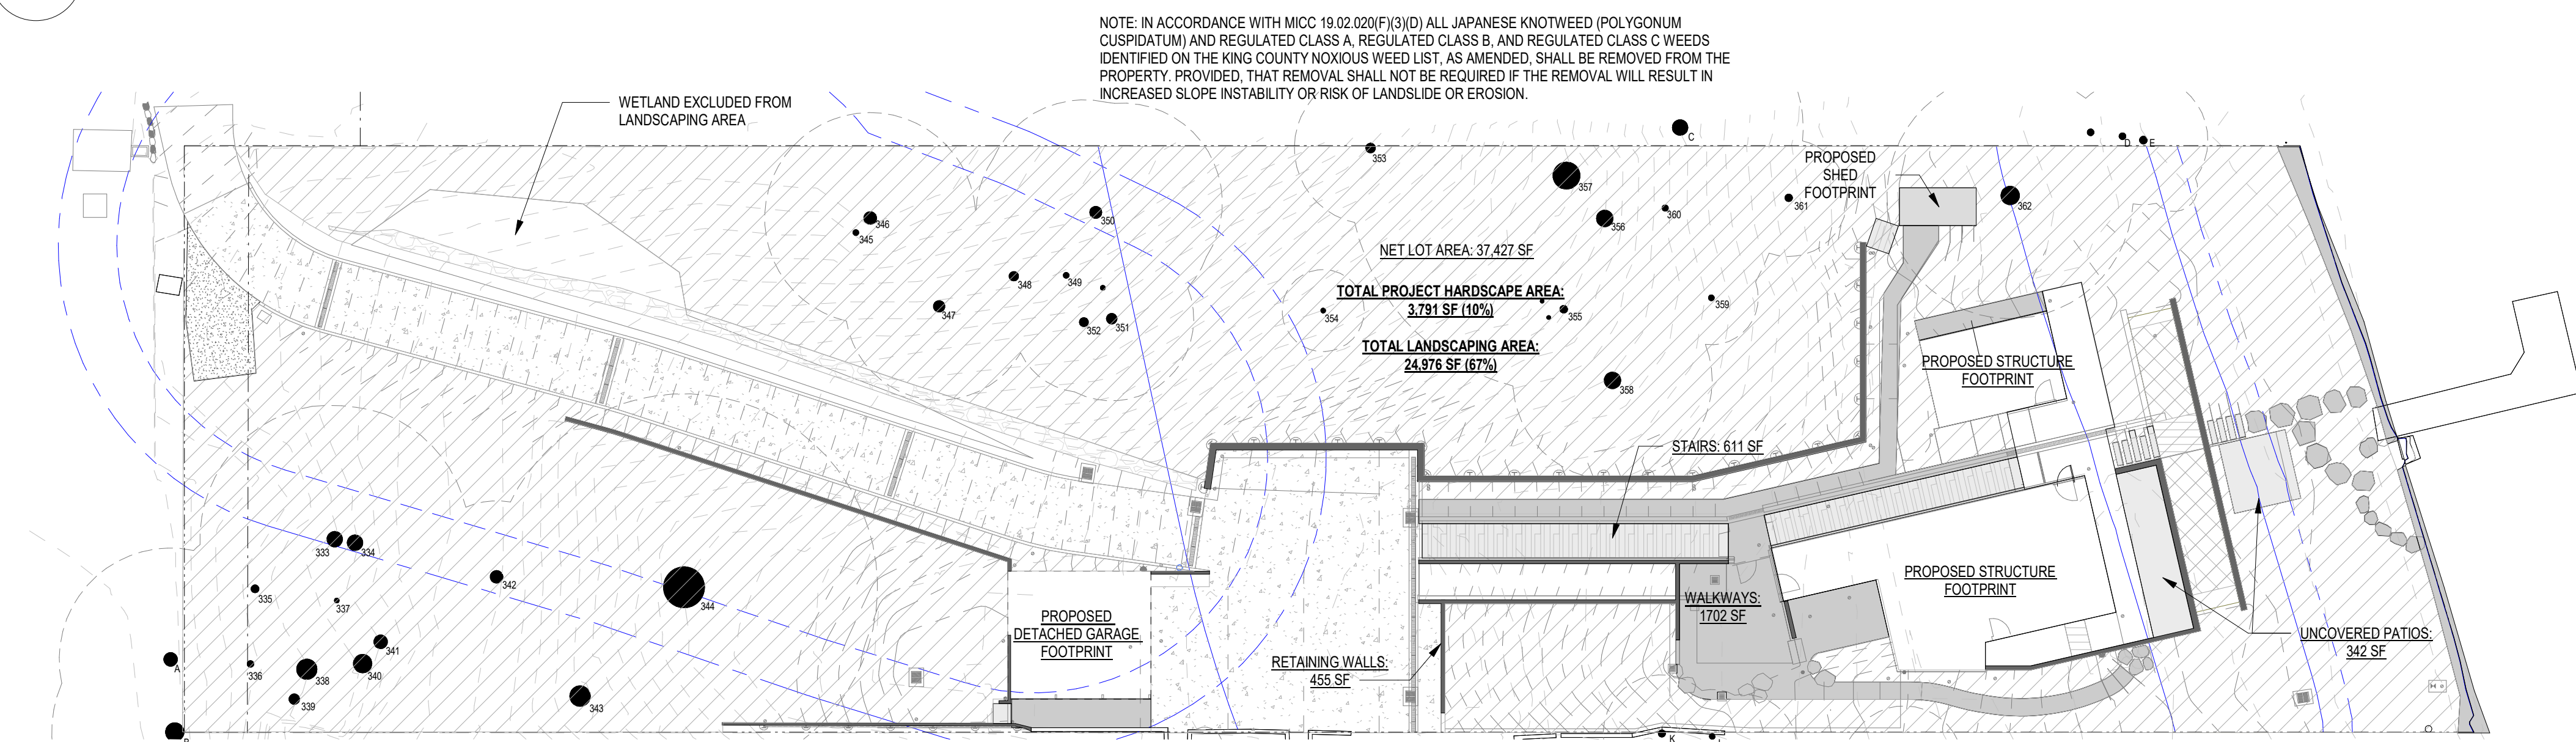 NOTE: IN ACCORDANCE WITH MICC 19.02.020(F)(3)(D) ALL JAPANESE KNOTWEED (POLYGONUM
CUSPIDATUM) AND REGULATED CLASS A, REGULATED CLASS B, AND REGULATED CLASS C WEEDS
IDENTIFIED ON THE KING COUNTY NOXIOUS WEED LIST, AS AMENDED, SHALL BE REMOVED FROM THE
PROPERTY. PROVIDED, THAT REMOVAL SHALL NOT BE REQUIRED IF THE REMOVAL WILL RESULT IN
INCREASED SLOPE INSTABILITY OR RISK OF LANDSLIDE OR EROSION.
WETLAND EXCLUDED FROM
LANDSCAPING AREA
C
D
E
353
PROPOSED
SHED
FOOTPRINT
357
361
362
346
345
350
356
360
NET LOT AREA: 37,427 SF
348
349
TOTAL PROJECT HARDSCAPE AREA:
3,791 SF (10%)
347
352
351
354
355
359
TOTAL LANDSCAPING AREA:
24,976 SF (67%)
358
PROPOSED STRUCTURE
FOOTPRINT
STAIRS: 611 SF
333
334
342
335
337
344
PROPOSED
DETACHED GARAGE
FOOTPRINT
WALKWAYS:
1702 SF
PROPOSED STRUCTURE
FOOTPRINT
UNCOVERED PATIOS:
342 SF
RETAINING WALLS:
455 SF
341
A
336
338
340
339
343
K